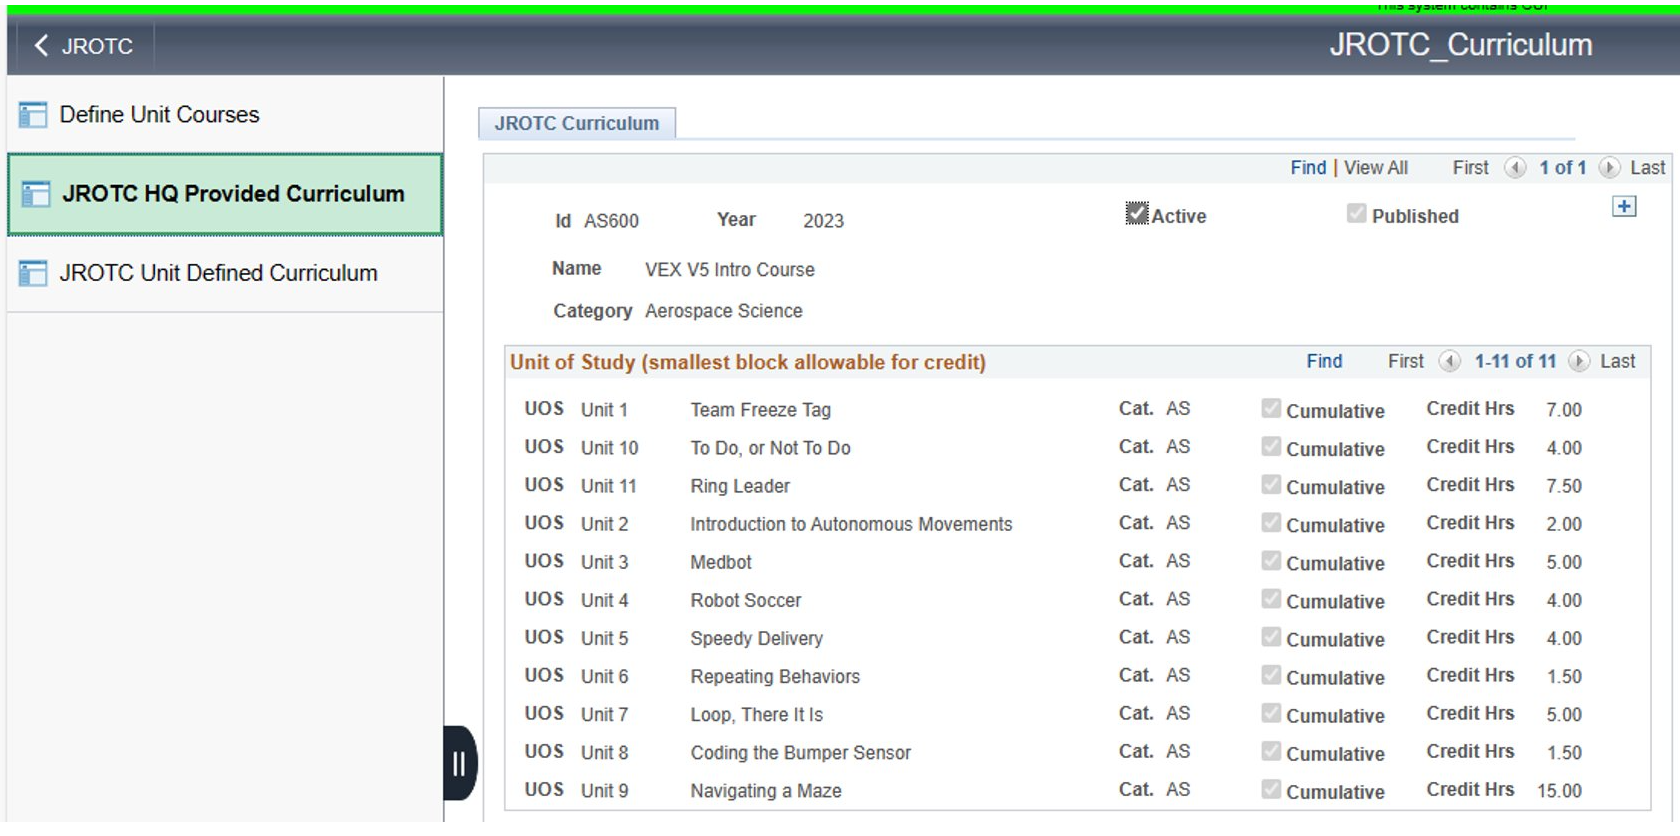 This system contains CUI
JROTC
JROTC_Curriculum
Define Unit Courses
JROTC HQ Provided Curriculum
JROTC Unit Defined Curriculum
JROTC Curriculum
Find | View All First 1 of 1 Last
Id AS600 Year 2023 Active Published
Name VEX V5 Intro Course
Category Aerospace Science
Unit of Study (smallest block allowable for credit) Find First 1-11 of 11 Last
UOS Unit 1 Team Freeze Tag Cat. AS Cumulative Credit Hrs 7.00
UOS Unit 10 To Do, or Not To Do Cat. AS Cumulative Credit Hrs 4.00
UOS Unit 11 Ring Leader Cat. AS Cumulative Credit Hrs 7.50
UOS Unit 2 Introduction to Autonomous Movements Cat. AS Cumulative Credit Hrs 2.00
UOS Unit 3 Medbot Cat. AS Cumulative Credit Hrs 5.00
UOS Unit 4 Robot Soccer Cat. AS Cumulative Credit Hrs 4.00
UOS Unit 5 Speedy Delivery Cat. AS Cumulative Credit Hrs 4.00
UOS Unit 6 Repeating Behaviors Cat. AS Cumulative Credit Hrs 1.50
UOS Unit 7 Loop, There It Is Cat. AS Cumulative Credit Hrs 5.00
UOS Unit 8 Coding the Bumper Sensor Cat. AS Cumulative Credit Hrs 1.50
UOS Unit 9 Navigating a Maze Cat. AS Cumulative Credit Hrs 15.00